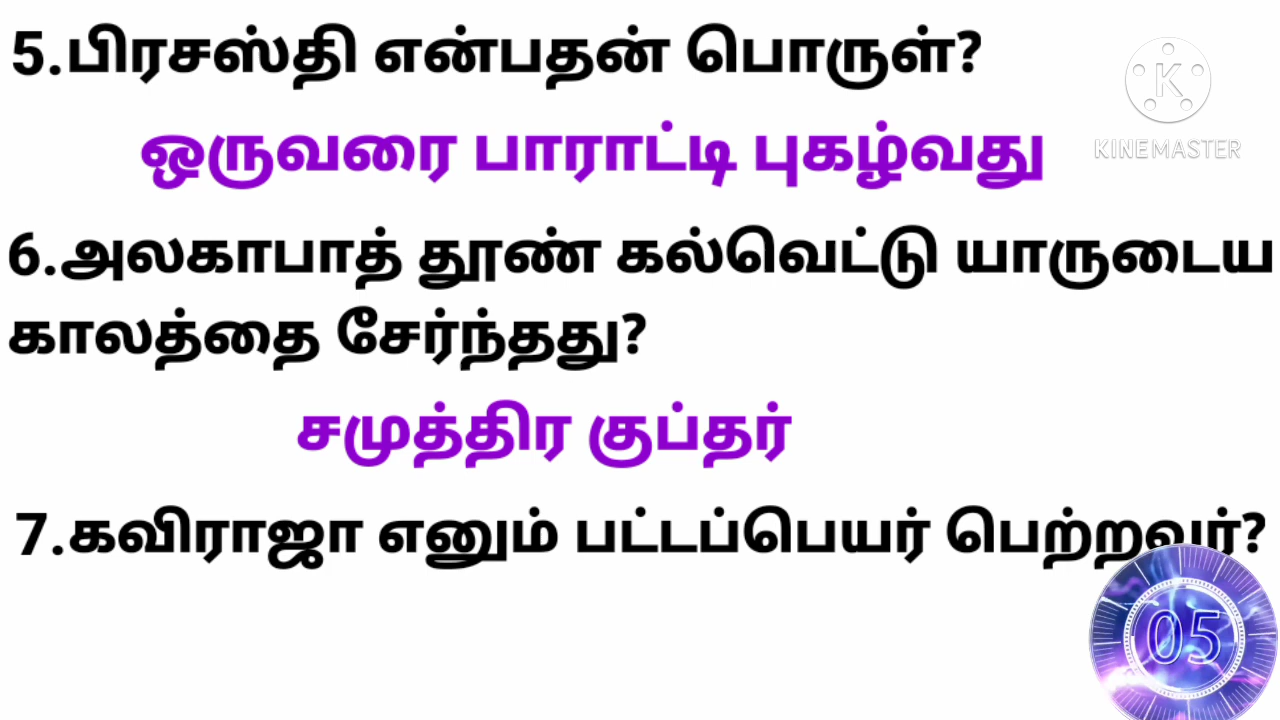 5.பிரசஸ்தி என்பதன் பொருள்?
KINEMASTER
ஒருவரை பாராட்டி புகழ்வது
6.அலகாபாத் தூண் கல்வெட்டு யாருடைய
காலத்தை சேர்ந்தது?
சமுத்திர குப்தர்
7.கவிராஜா எனும் பட்டப்பெயர் பெற்றவர்?
05